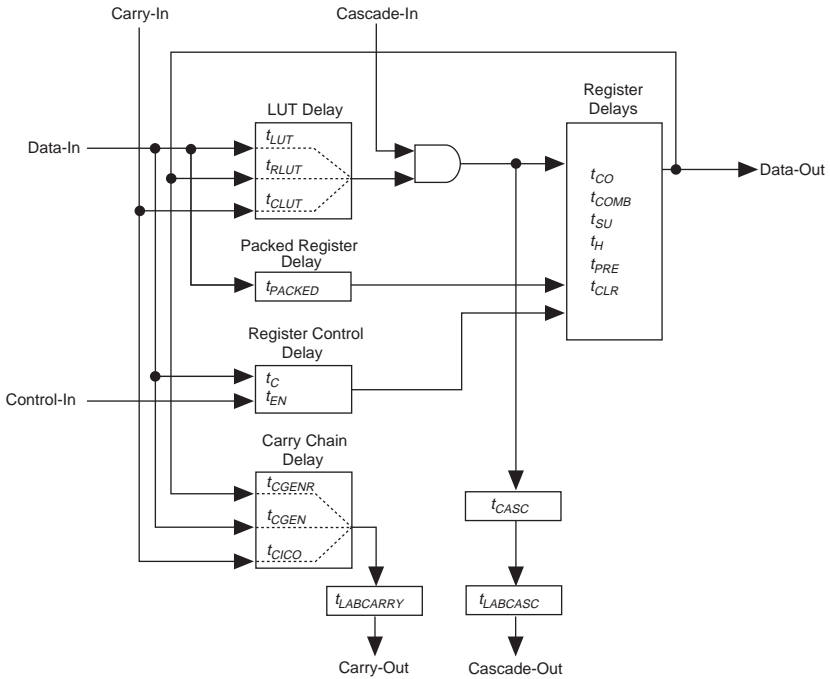 Carry-In
Cascade-In
LUT Delay
Register
Delays
Data-In
tLUT
tRLUT
tCLUT
tCO
tCOMB
tSU
tH
tPRE
tCLR
Data-Out
Packed Register
Delay
tPACKED
Register Control
Delay
tC
tEN
Control-In
Carry Chain
Delay
tCGENR
tCGEN
tCICO
tCASC
tLABCARRY
tLABCASC
Carry-Out
Cascade-Out